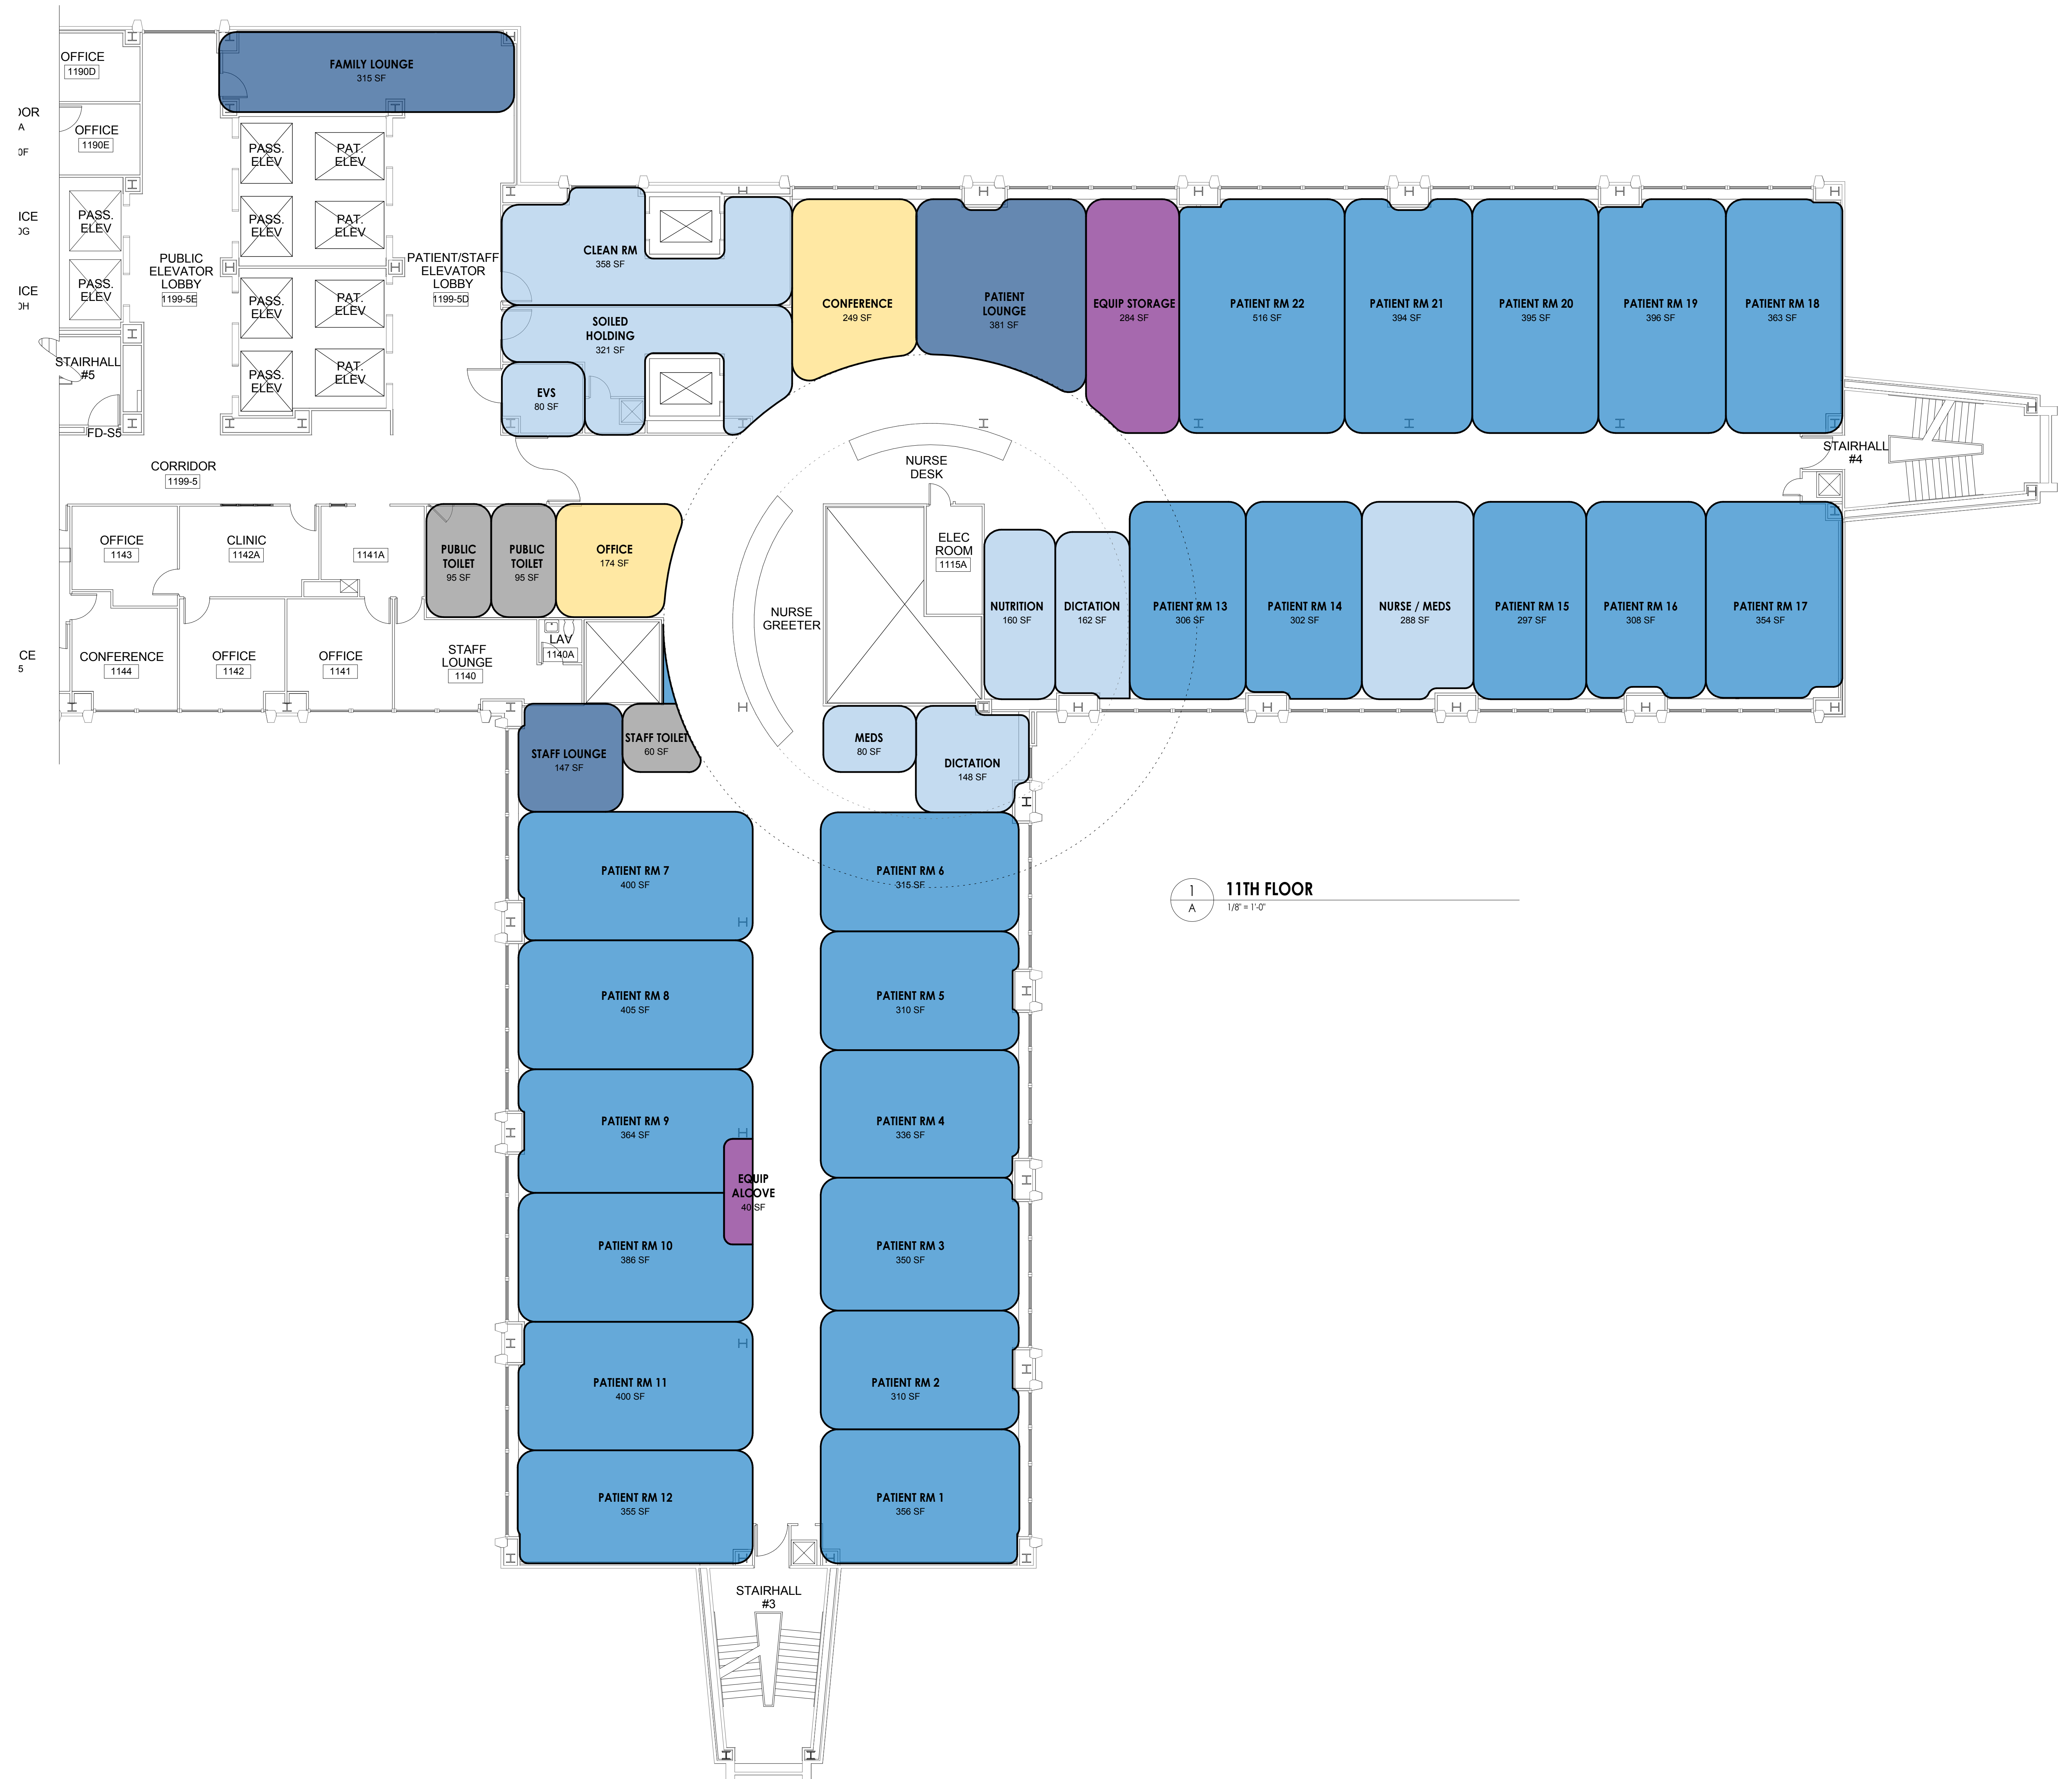 OFFICE
1190D
FAMILY LOUNGE
315 SF
OFFICE
1190E
PASS.
ELEV
PAT.
ELEV
PASS.
ELEV
PASS.
ELEV
PAT.
ELEV
PASS.
ELEV
PASS.
ELEV
PAT.
ELEV
PASS.
ELEV
PAT.
ELEV
PUBLIC
ELEVATOR
LOBBY
1199-5E
PATIENT/STAFF
ELEVATOR
LOBBY
1199-5D
STAIRHALL
#5
FD-S5
CLEAN RM
358 SF
SOILED
HOLDING
321 SF
EVS
80 SF
CONFERENCE
249 SF
PATIENT
LOUNGE
381 SF
EQUIP STORAGE
284 SF
PATIENT RM 22
516 SF
PATIENT RM 21
394 SF
PATIENT RM 20
395 SF
PATIENT RM 19
396 SF
PATIENT RM 18
363 SF
STAIRHALL
#4
CORRIDOR
1199-5
NURSE
DESK
OFFICE
1143
CLINIC
1142A
1141A
PUBLIC
TOILET
95 SF
PUBLIC
TOILET
95 SF
OFFICE
174 SF
NURSE
GREETER
ELEC
ROOM
1115A
NUTRITION
160 SF
DICTATION
162 SF
PATIENT RM 13
306 SF
PATIENT RM 14
302 SF
NURSE / MEDS
288 SF
PATIENT RM 15
297 SF
PATIENT RM 16
308 SF
PATIENT RM 17
354 SF
CONFERENCE
1144
OFFICE
1142
OFFICE
1141
STAFF
LOUNGE
1140
LAV
1140A
STAFF LOUNGE
147 SF
STAFF TOILET
60 SF
MEDS
80 SF
DICTATION
148 SF
PATIENT RM 7
400 SF
PATIENT RM 6
315 SF
1
A
11TH FLOOR
1/8" = 1'-0"
PATIENT RM 8
405 SF
PATIENT RM 5
310 SF
PATIENT RM 9
364 SF
PATIENT RM 4
336 SF
EQUIP
ALCOVE
40 SF
PATIENT RM 10
386 SF
PATIENT RM 3
350 SF
PATIENT RM 11
400 SF
PATIENT RM 2
310 SF
PATIENT RM 12
355 SF
PATIENT RM 1
356 SF
STAIRHALL
#3